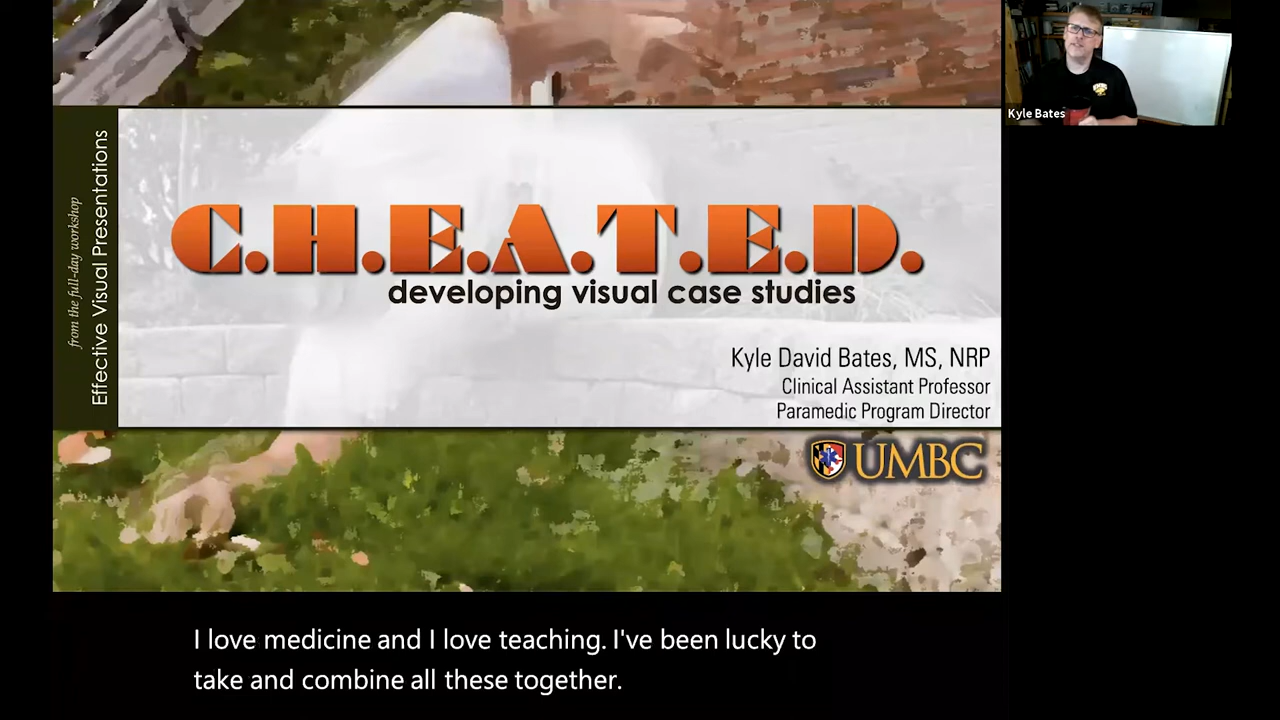 from the full-day workshop
Effective Visual Presentations
C.H.E.A.T.E.D.
developing visual case studies
Kyle David Bates, MS, NRP
Clinical Assistant Professor
Paramedic Program Director
UMBC
Kyle Bates
I love medicine and I love teaching. I've been lucky to
take and combine all these together.